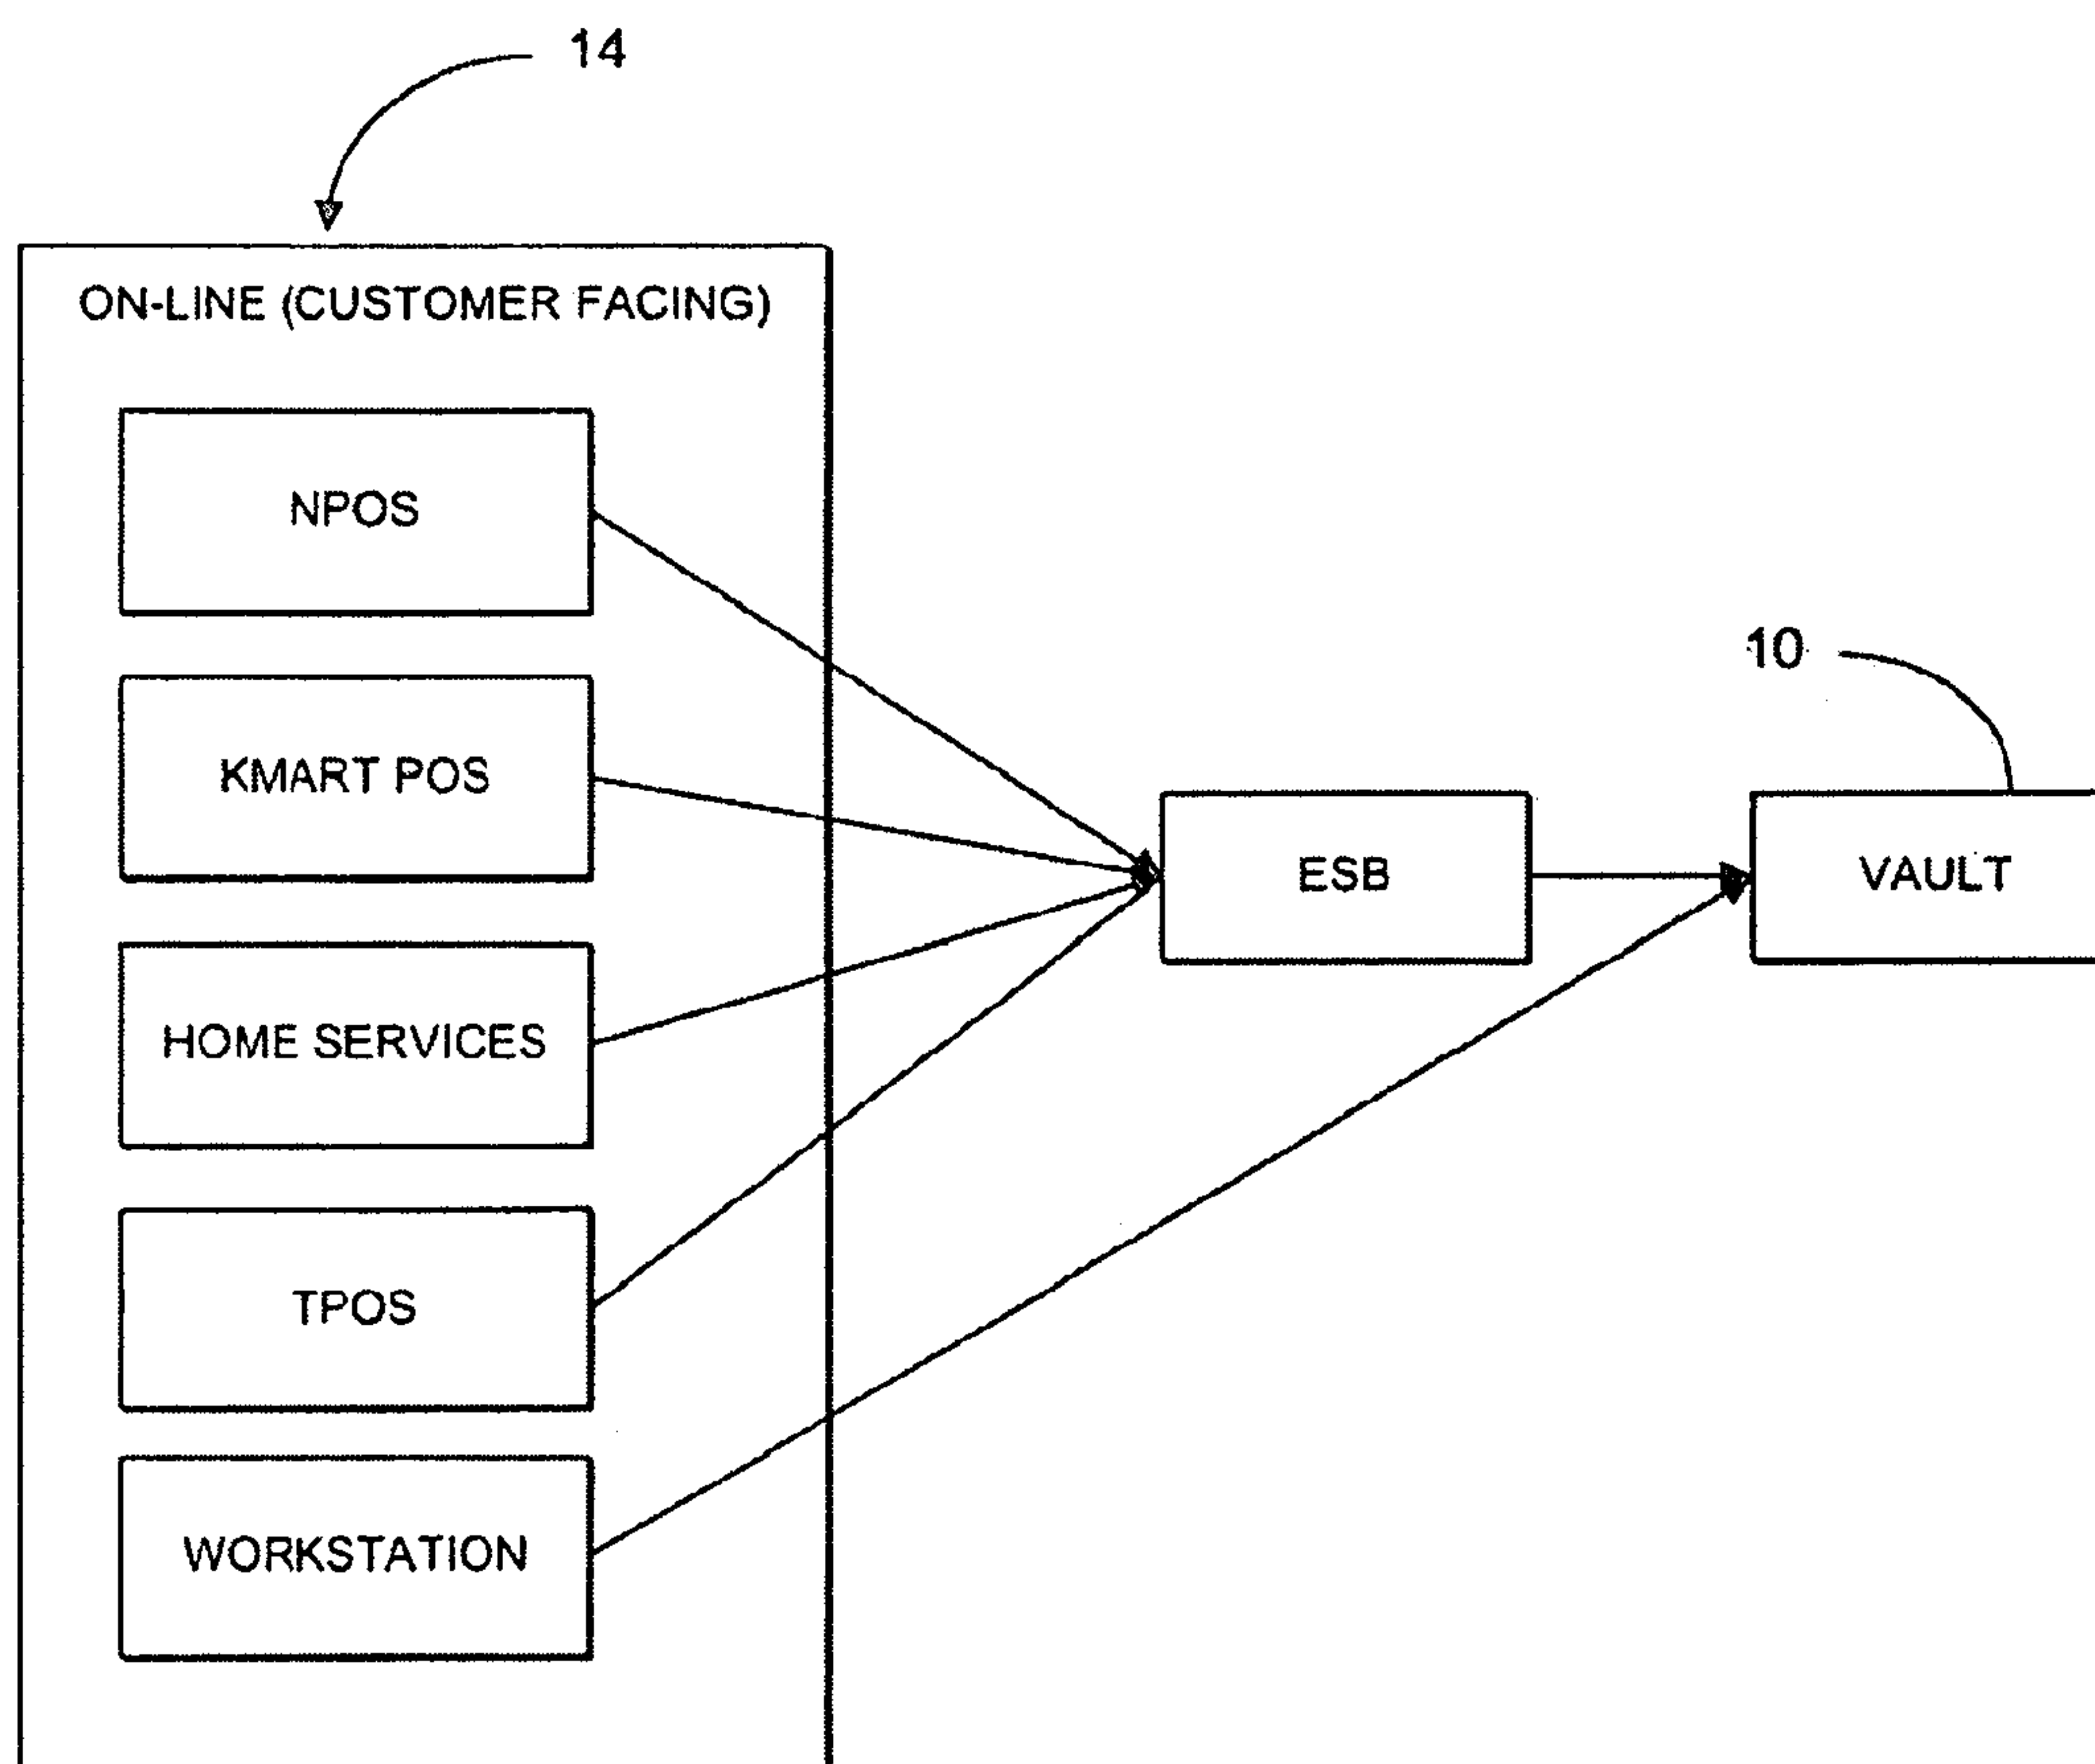 14
ON-LINE (CUSTOMER FACING)
NPOS
KMART POS
HOME SERVICES
TPOS
WORKSTATION
ESB
10
VAULT